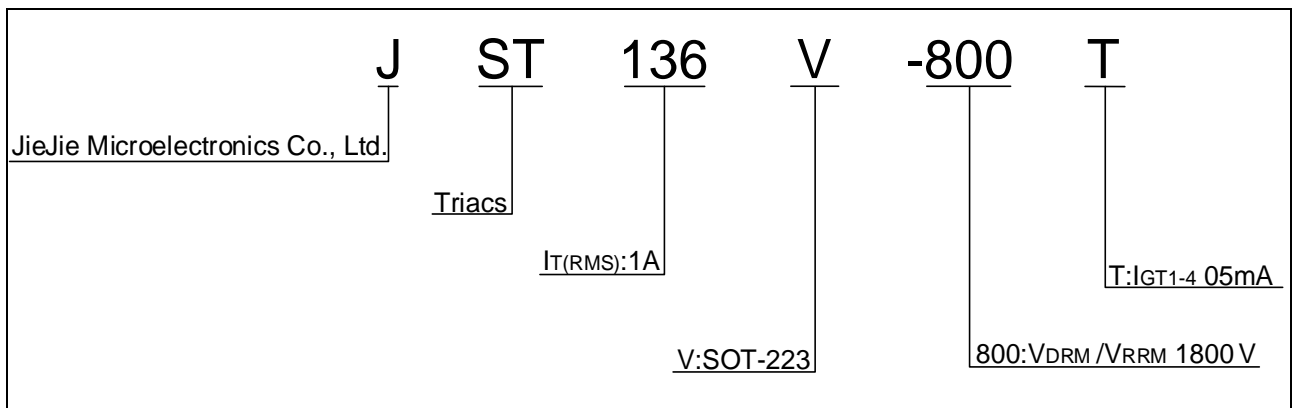 J ST 136 V -800 T
JieJie Microelectronics Co., Ltd.
Triacs
IT(RMS):1A
T:IGT1-4 05mA
V:SOT-223
800:VDRM /VRRM 1800 V